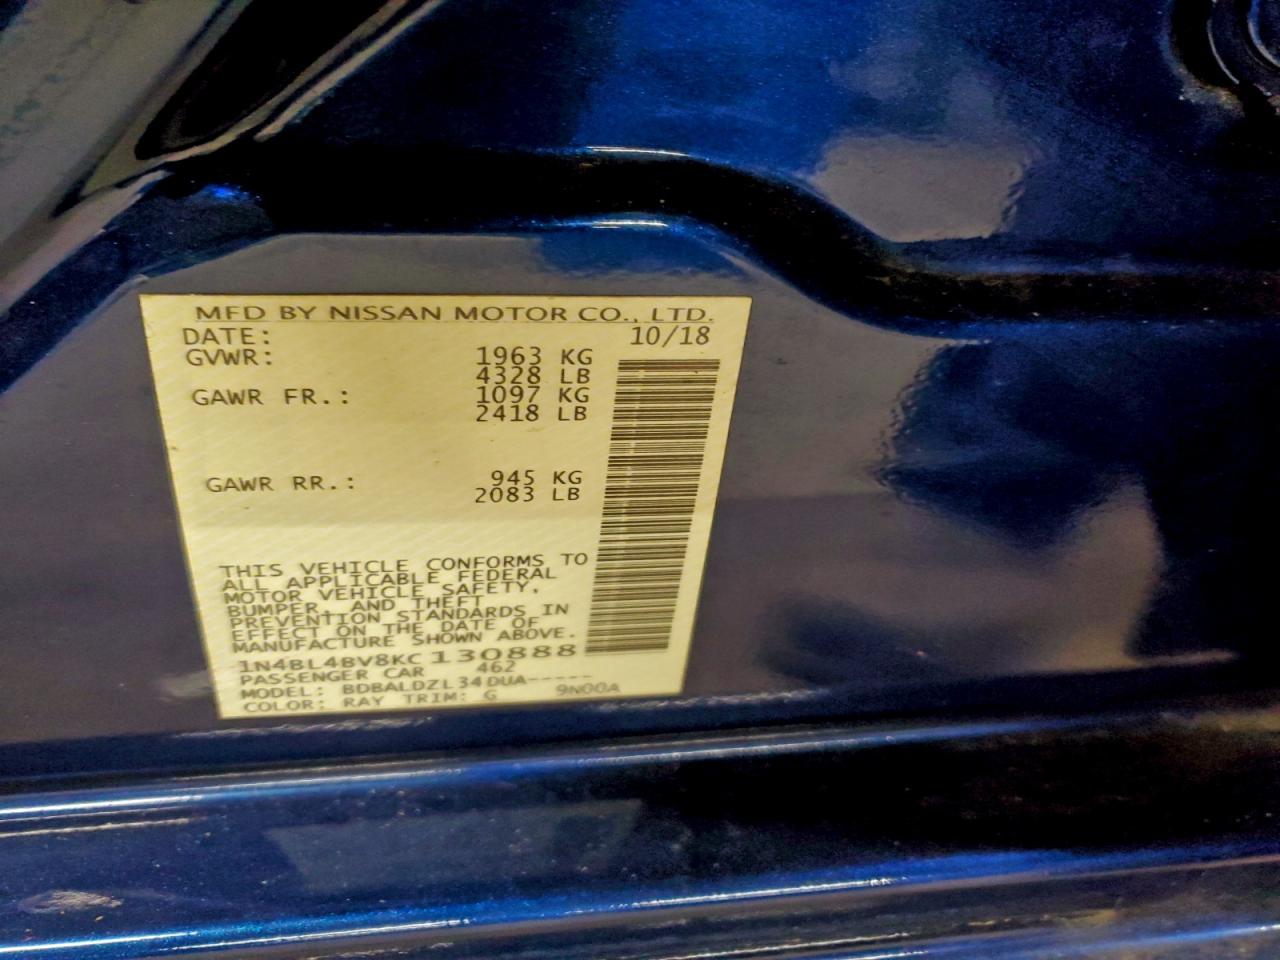 MFD BY NISSAN MOTOR CO., LTD.
DATE: 10/18
GVWR: 1963 KG
4328 LB
GAWR FR.: 1097 KG
2418 LB
GAWR RR.: 945 KG
2083 LB
THIS VEHICLE CONFORMS TO
ALL APPLICABLE FEDERAL
MOTOR VEHICLE SAFETY,
BUMPER, AND THEFT
PREVENTION STANDARDS IN
EFFECT ON THE DATE OF
MANUFACTURE SHOWN ABOVE.
1N4BL4BV8KC130888
PASSENGER CAR 462
MODEL: BDBALDZL34DUA-----
COLOR: RAY TRIM: G 9N00A